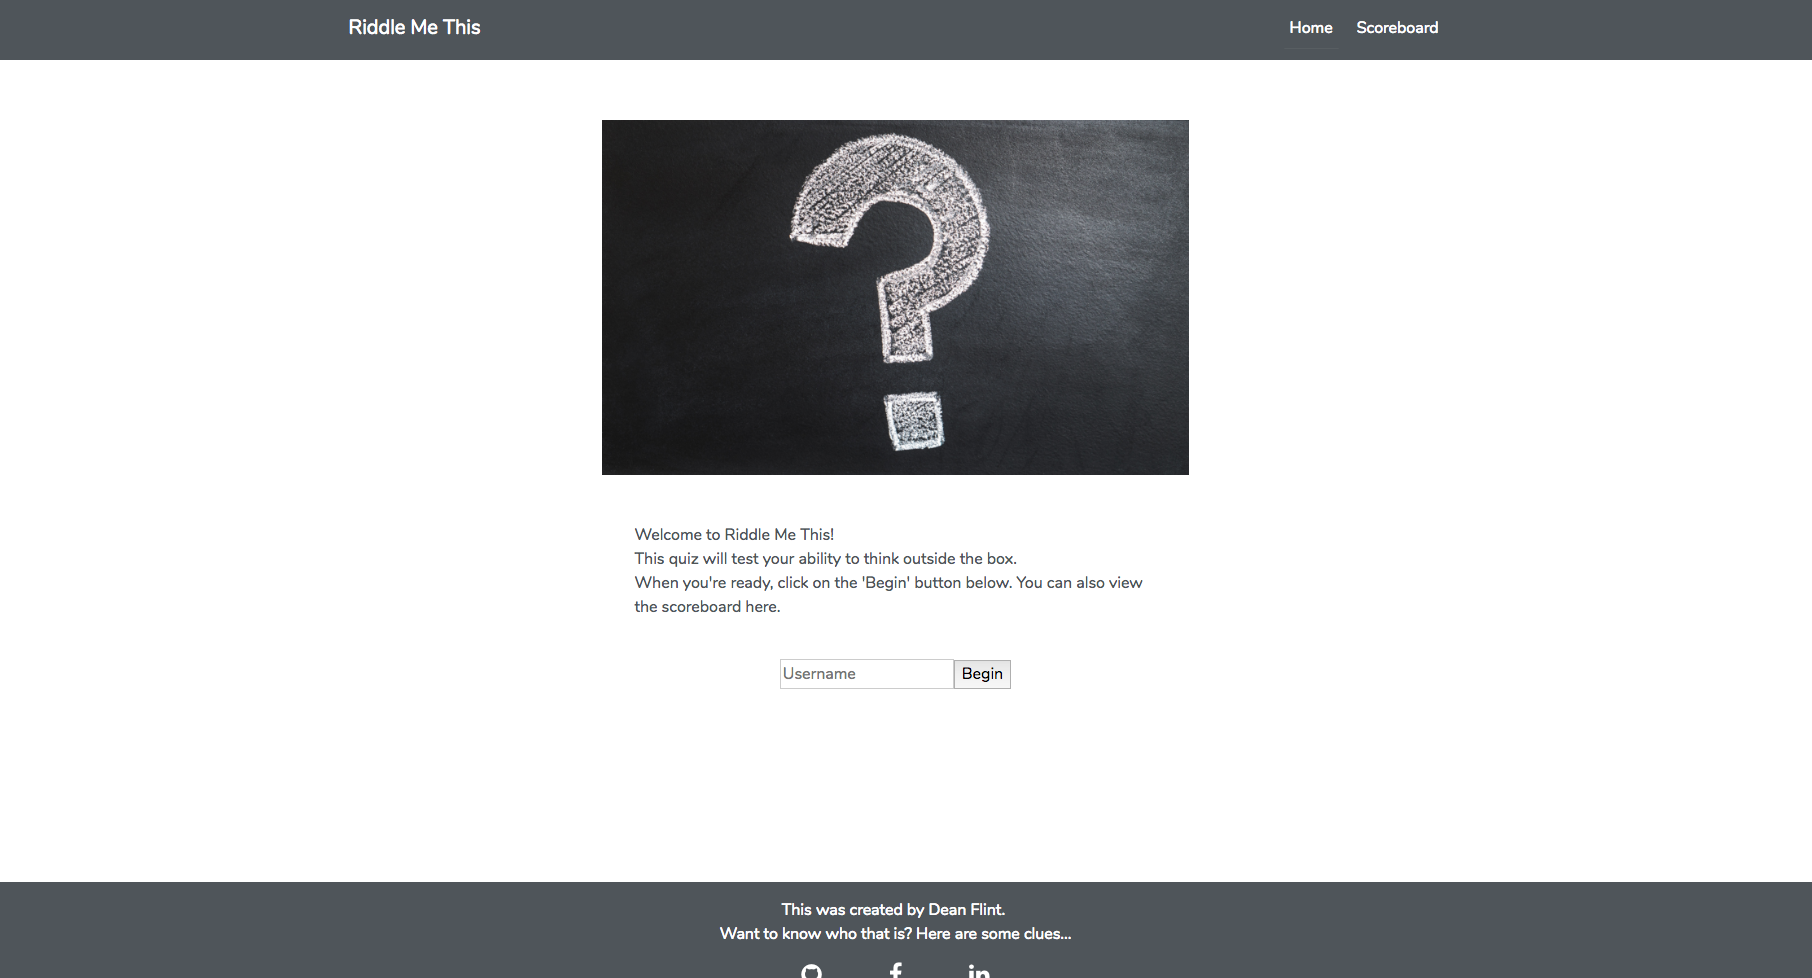 Riddle Me This
Home
Scoreboard
Welcome to Riddle Me This!
This quiz will test your ability to think outside the box.
When you're ready, click on the 'Begin' button below. You can also view
the scoreboard here.
Username
Begin
This was created by Dean Flint.
Want to know who that is? Here are some clues...